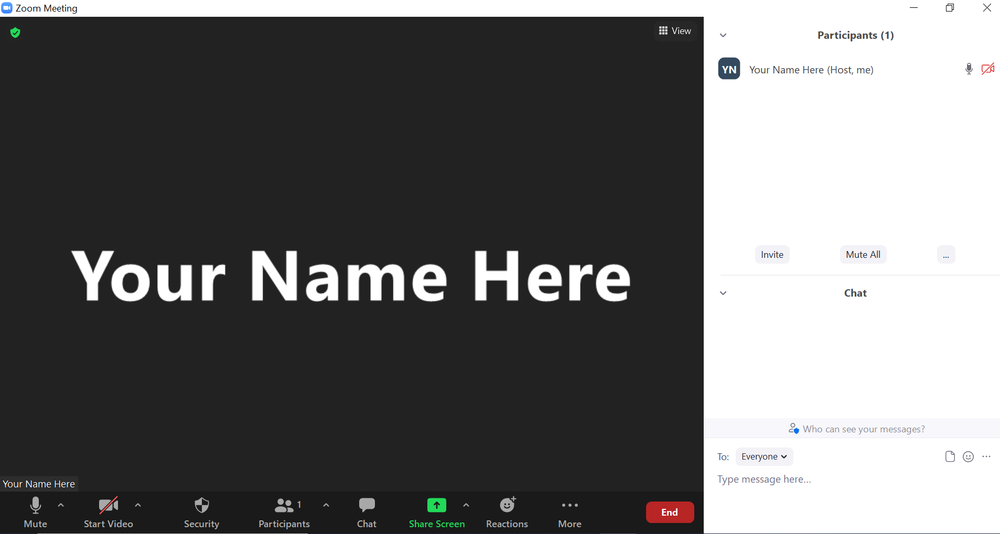 Zoom Meeting
View
Your Name Here
Your Name Here
Mute
Start Video
Security
1
Participants
Chat
Share Screen
Reactions
More
End
Participants (1)
YN
Your Name Here (Host, me)
Invite
Mute All
...
Chat
Who can see your messages?
To:
Everyone
Type message here...